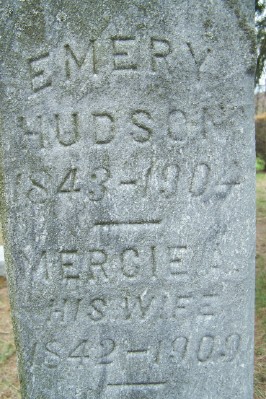 EMERY
HUDSON
1843-1904
MERCIE A.
HIS WIFE
1842-1909